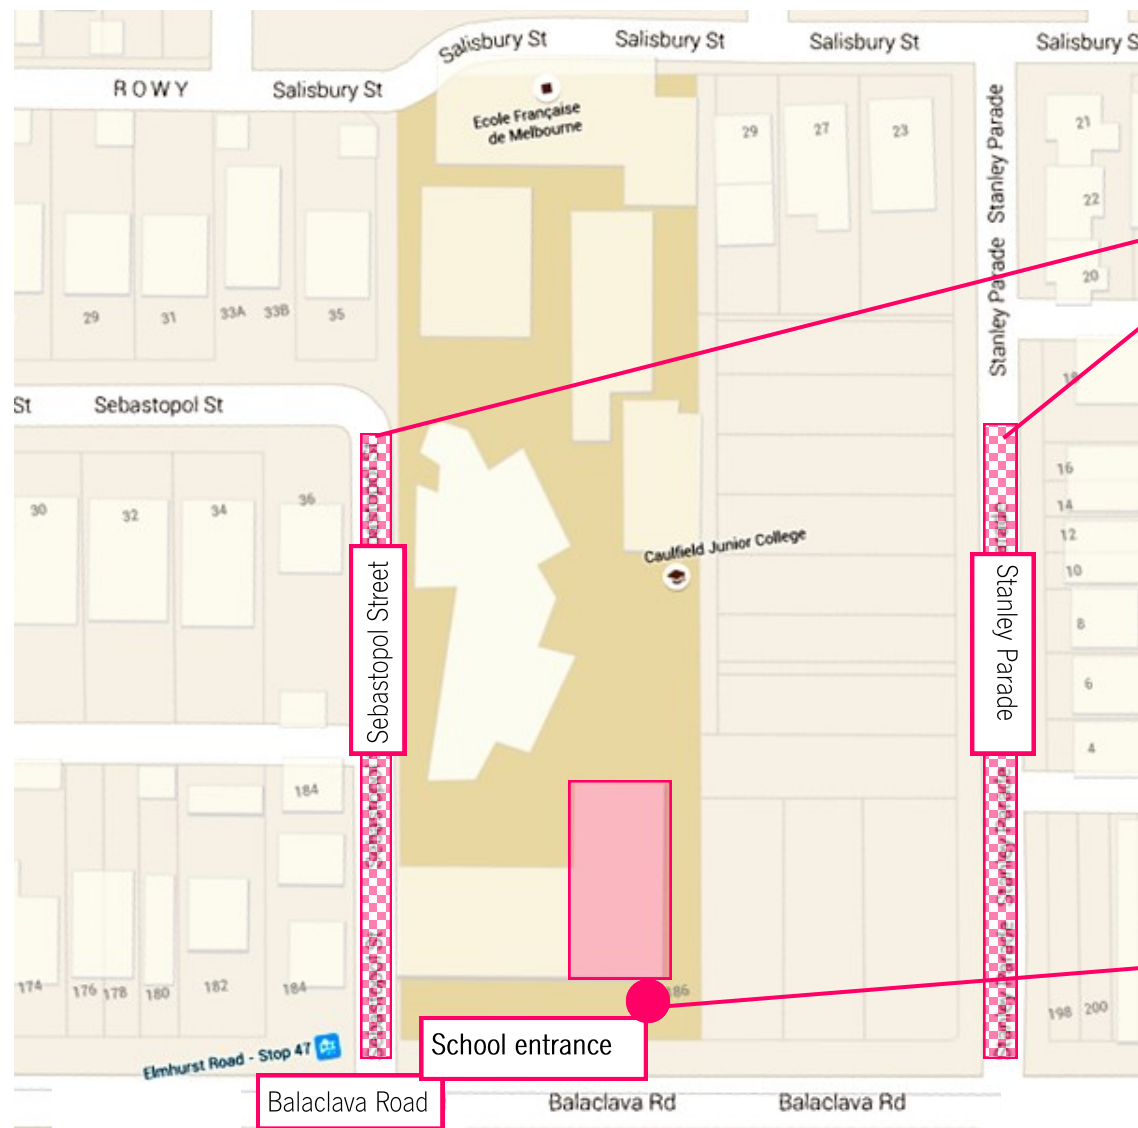 Salisbury St
Salisbury St
Salisbury St
Salisbury S
ROWY
Salisbury St
Ecole Française
de Melbourne
29
27
23
21
22
20
Stanley Parade
Stanley Parade
Stanley Parade
29
31
33A
33B
35
St
Sebastopol St
18
30
32
34
36
16
14
12
10
8
6
4
Caulfield Junior College
Sebastopol Street
Stanley Parade
184
174
176
178
180
182
184
186
198
200
Elmhurst Road - Stop 47
School entrance
Balaclava Road
Balaclava Rd
Balaclava Rd